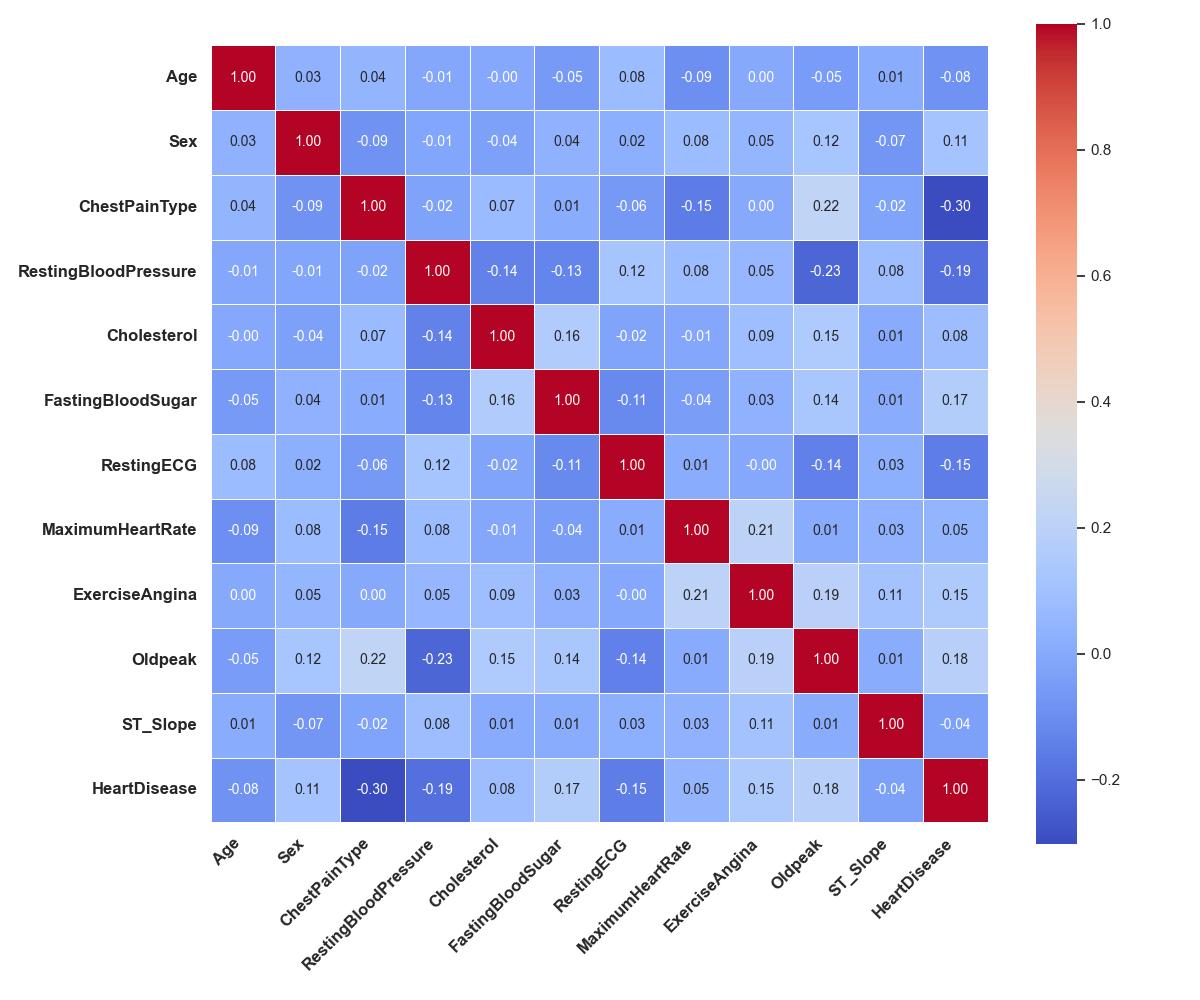 1.0
Age 1.00 0.03 0.04 -0.01 -0.00 -0.05 0.08 -0.09 0.00 -0.05 0.01 -0.08
Sex 0.03 1.00 -0.09 -0.01 -0.04 0.04 0.02 0.08 0.05 0.12 -0.07 0.11
0.8
ChestPainType 0.04 -0.09 1.00 -0.02 0.07 0.01 -0.06 -0.15 0.00 0.22 -0.02 -0.30
RestingBloodPressure -0.01 -0.01 -0.02 1.00 -0.14 -0.13 0.12 0.08 0.05 -0.23 0.08 -0.19
0.6
Cholesterol -0.00 -0.04 0.07 -0.14 1.00 0.16 -0.02 -0.01 0.09 0.15 0.01 0.08
FastingBloodSugar -0.05 0.04 0.01 -0.13 0.16 1.00 -0.11 -0.04 0.03 0.14 0.01 0.17
0.4
RestingECG 0.08 0.02 -0.06 0.12 -0.02 -0.11 1.00 0.01 -0.00 -0.14 0.03 -0.15
MaximumHeartRate -0.09 0.08 -0.15 0.08 -0.01 -0.04 0.01 1.00 0.21 0.01 0.03 0.05
0.2
ExerciseAngina 0.00 0.05 0.00 0.05 0.09 0.03 -0.00 0.21 1.00 0.19 0.11 0.15
Oldpeak -0.05 0.12 0.22 -0.23 0.15 0.14 -0.14 0.01 0.19 1.00 0.01 0.18
0.0
ST_Slope 0.01 -0.07 -0.02 0.08 0.01 0.01 0.03 0.03 0.11 0.01 1.00 -0.04
−0.2
HeartDisease -0.08 0.11 -0.30 -0.19 0.08 0.17 -0.15 0.05 0.15 0.18 -0.04 1.00
Age
Sex
ChestPainType
RestingBloodPressure
Cholesterol
FastingBloodSugar
RestingECG
MaximumHeartRate
ExerciseAngina
Oldpeak
ST_Slope
HeartDisease